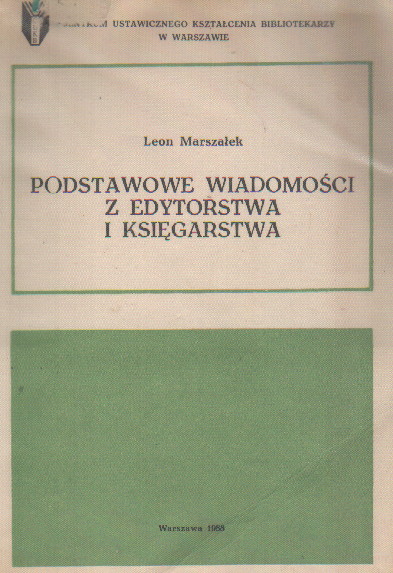 USTAWICZNEGO KSZTAŁCENIA BIBLIOTEKARZY
W WARSZAWIE
Leon Marszałek
PODSTAWOWE WIADOMOŚCI
Z EDYTORSTWA
I KSIĘGARSTWA
Warszawa 1988